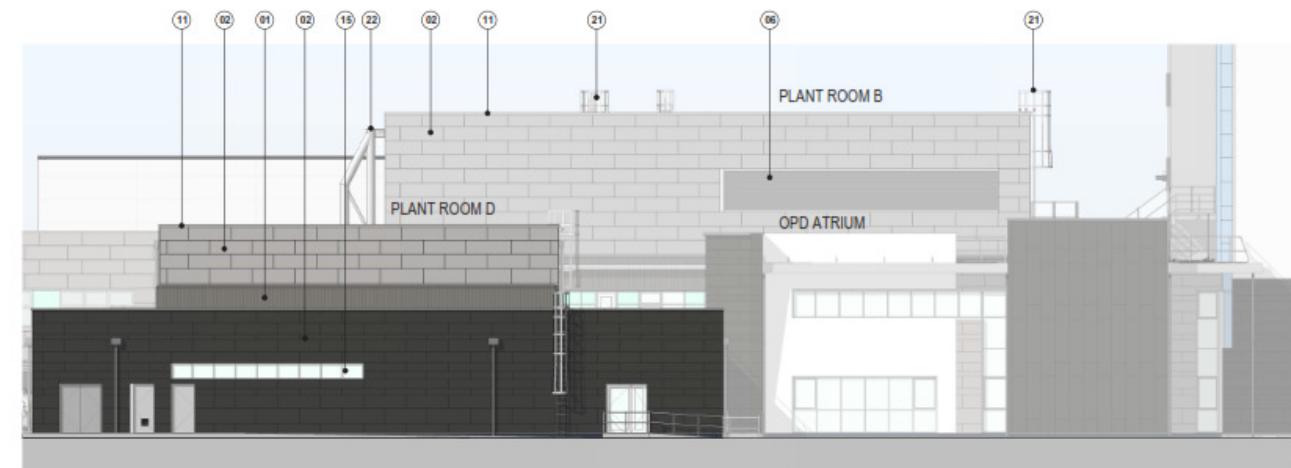 11 02 01 02 15 22 02 11 21 06 21
PLANT ROOM B
PLANT ROOM D
OPD ATRIUM